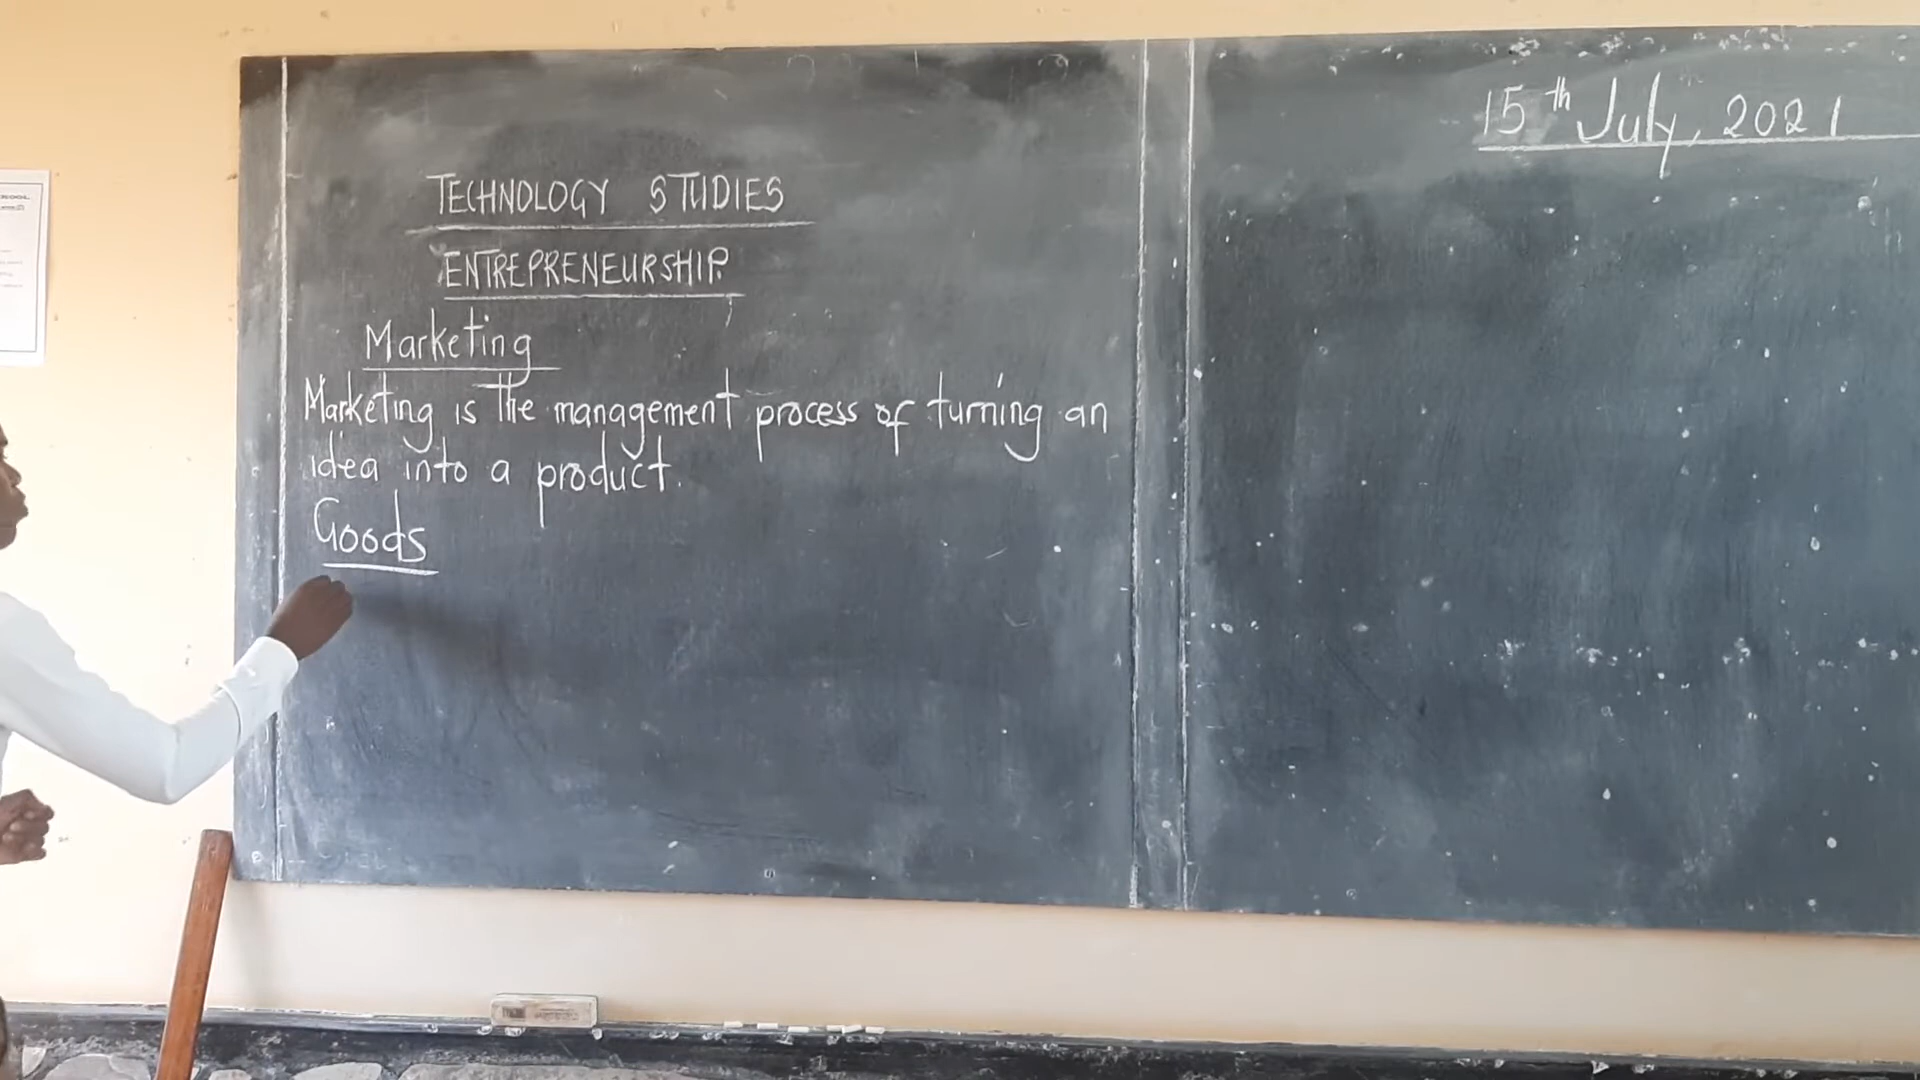 TECHNOLOGY STUDIES
ENTREPRENEURSHIP
Marketing
Marketing is the management process of turning an
idea into a product.
Goods
15th July, 2021